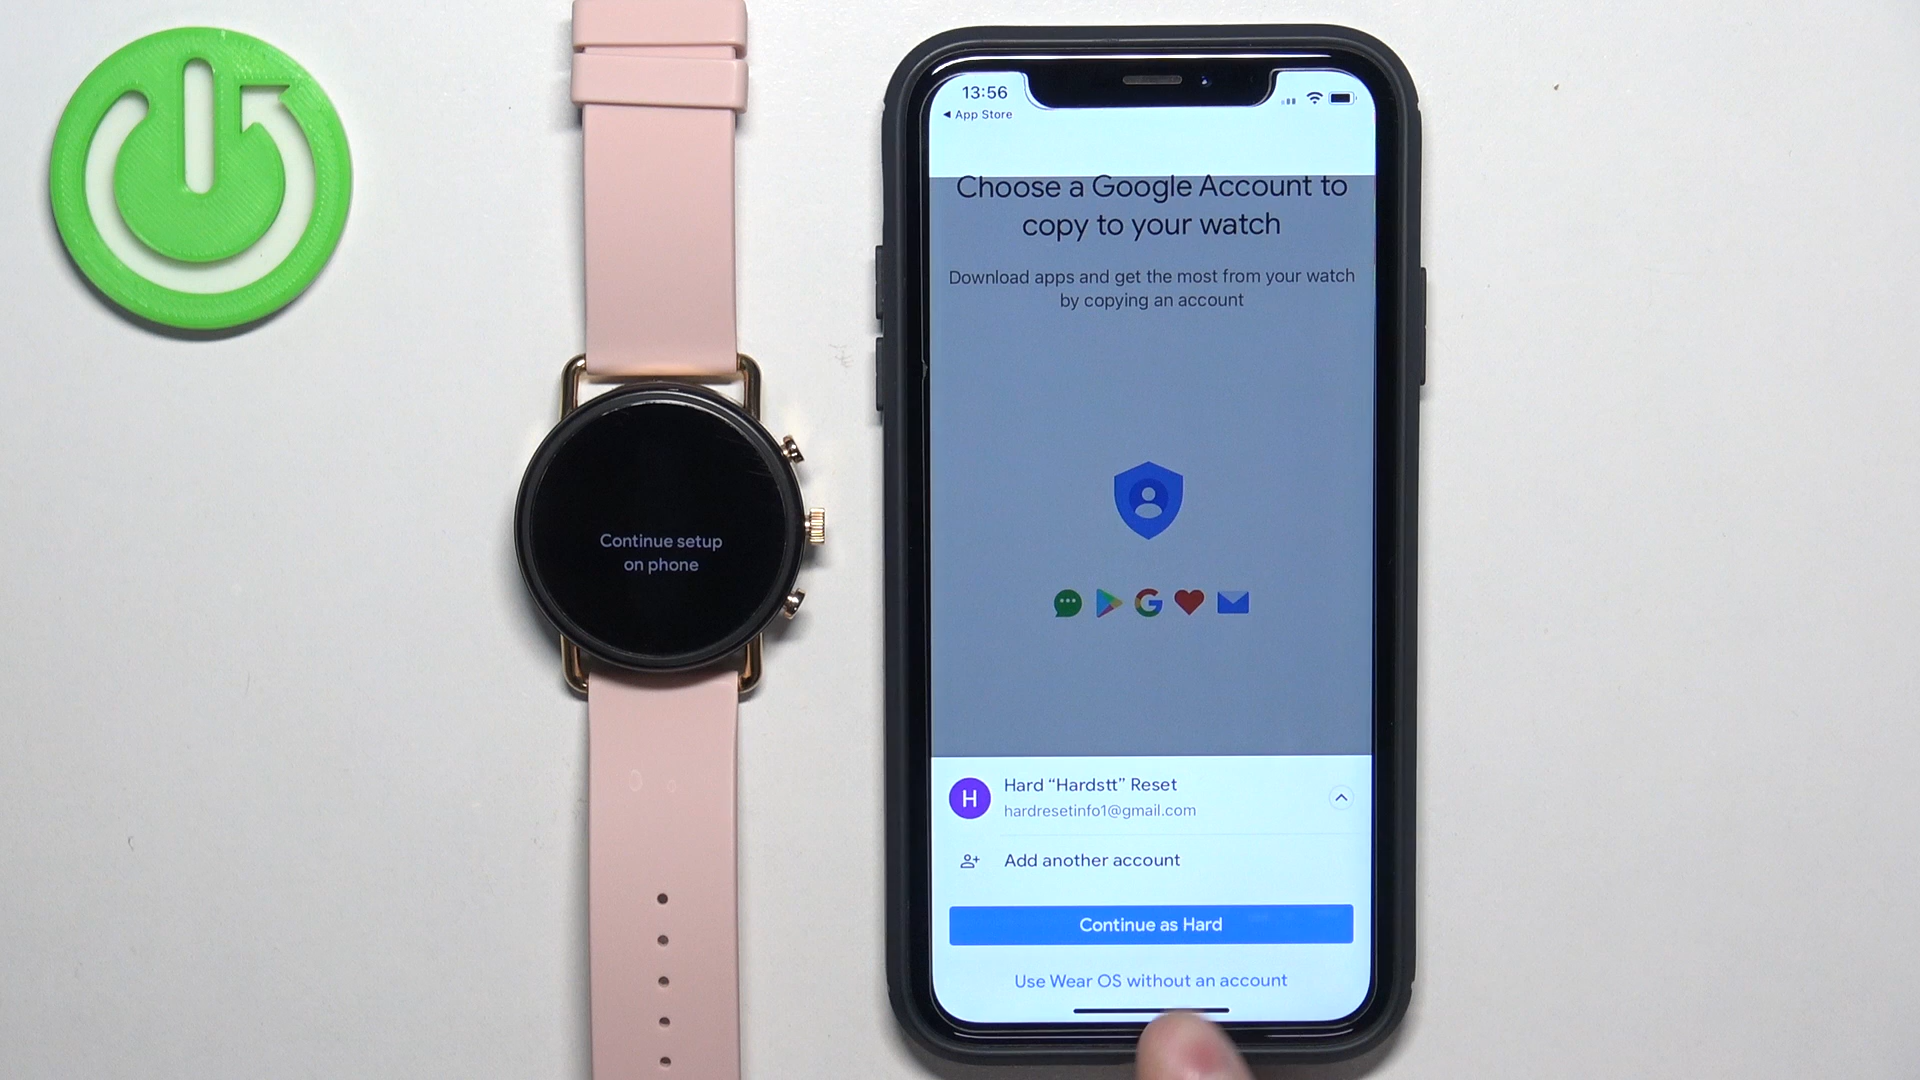 13:56
◀ App Store
Choose a Google Account to
copy to your watch
Download apps and get the most from your watch
by copying an account
Continue setup
on phone
H
Hard “Hardstt” Reset
hardresetinfo1@gmail.com
Add another account
Continue as Hard
Use Wear OS without an account